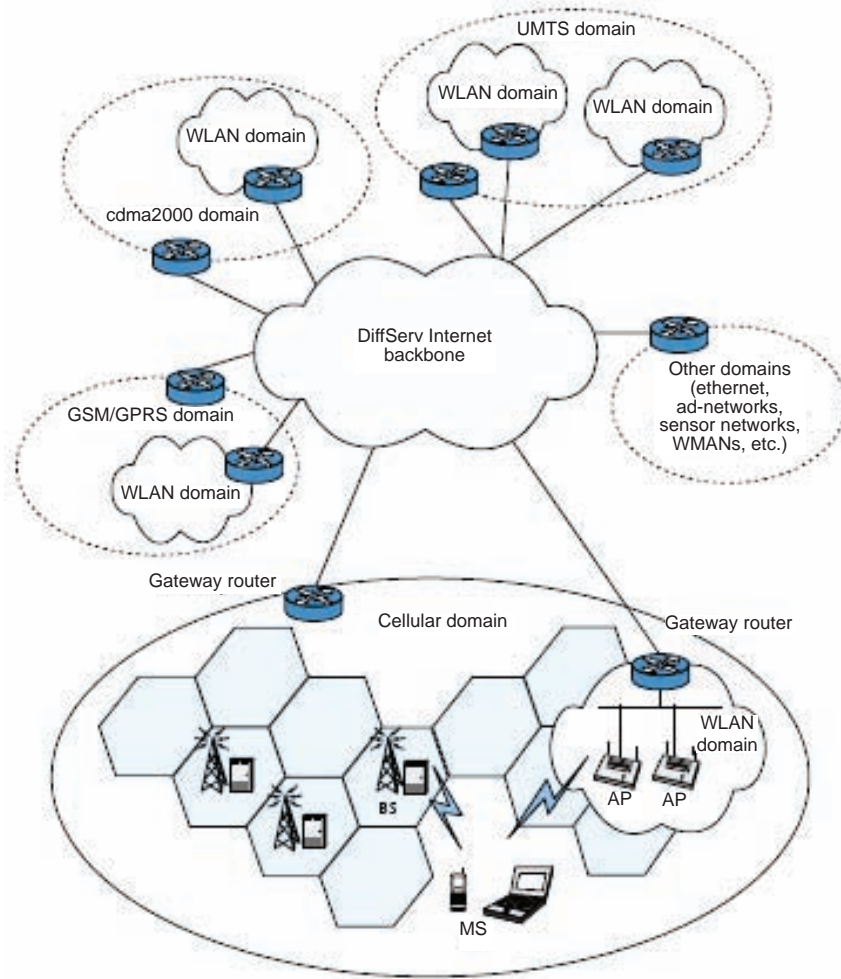 UMTS domain
WLAN domain
WLAN domain
WLAN domain
cdma2000 domain
DiffServ Internet
backbone
Other domains
(ethernet,
ad-networks,
sensor networks,
WMANs, etc.)
GSM/GPRS domain
WLAN domain
Gateway router
Cellular domain
Gateway router
WLAN
domain
AP
AP
BS
MS